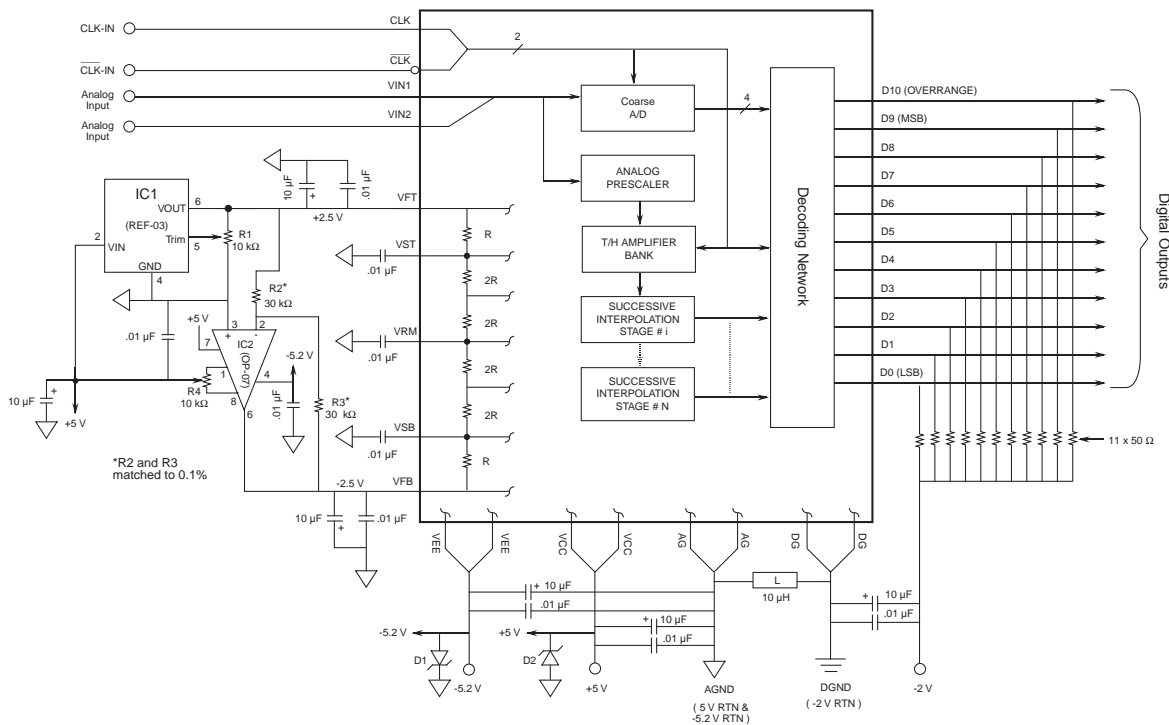 CLK-IN
CLK
2
CLK-IN
CLK
Analog
Input
VIN1
Analog
Input
VIN2
Coarse
A/D
4
ANALOG
PRESCALER
T/H AMPLIFIER
BANK
SUCCESSIVE
INTERPOLATION
STAGE # i
SUCCESSIVE
INTERPOLATION
STAGE # N
Decoding Network
D10 (OVERRANGE)
D9 (MSB)
D8
D7
D6
D5
D4
D3
D2
D1
D0 (LSB)
Digital Outputs
11 x 50 Ω
IC1
VOUT
6
(REF-03)
2
VIN
Trim
5
GND
4
R1
10 kΩ
10 µF
+
.01 µF
+2.5 V
VFT
R
VST
.01 µF
2R
2R
VRM
.01 µF
2R
2R
VSB
.01 µF
R
R2*
30 kΩ
.01 µF
+5 V
7
3
2
+
-
IC2
(OP-07)
1
4
-5.2 V
R4
10kΩ
8
6
.01 µF
R3*
30 kΩ
10 µF
+
+5 V
*R2 and R3
matched to 0.1%
-2.5 V
VFB
10 µF
+
.01 µF
VEE
VEE
VCC
VCC
AG
AG
DG
DG
+
10 µF
.01 µF
L
10 µH
+
10 µF
.01 µF
+
10 µF
.01 µF
-5.2 V
D1
-5.2 V
+5 V
D2
+5 V
AGND
( 5 V RTN &
-5.2 V RTN )
DGND
( -2 V RTN )
-2 V